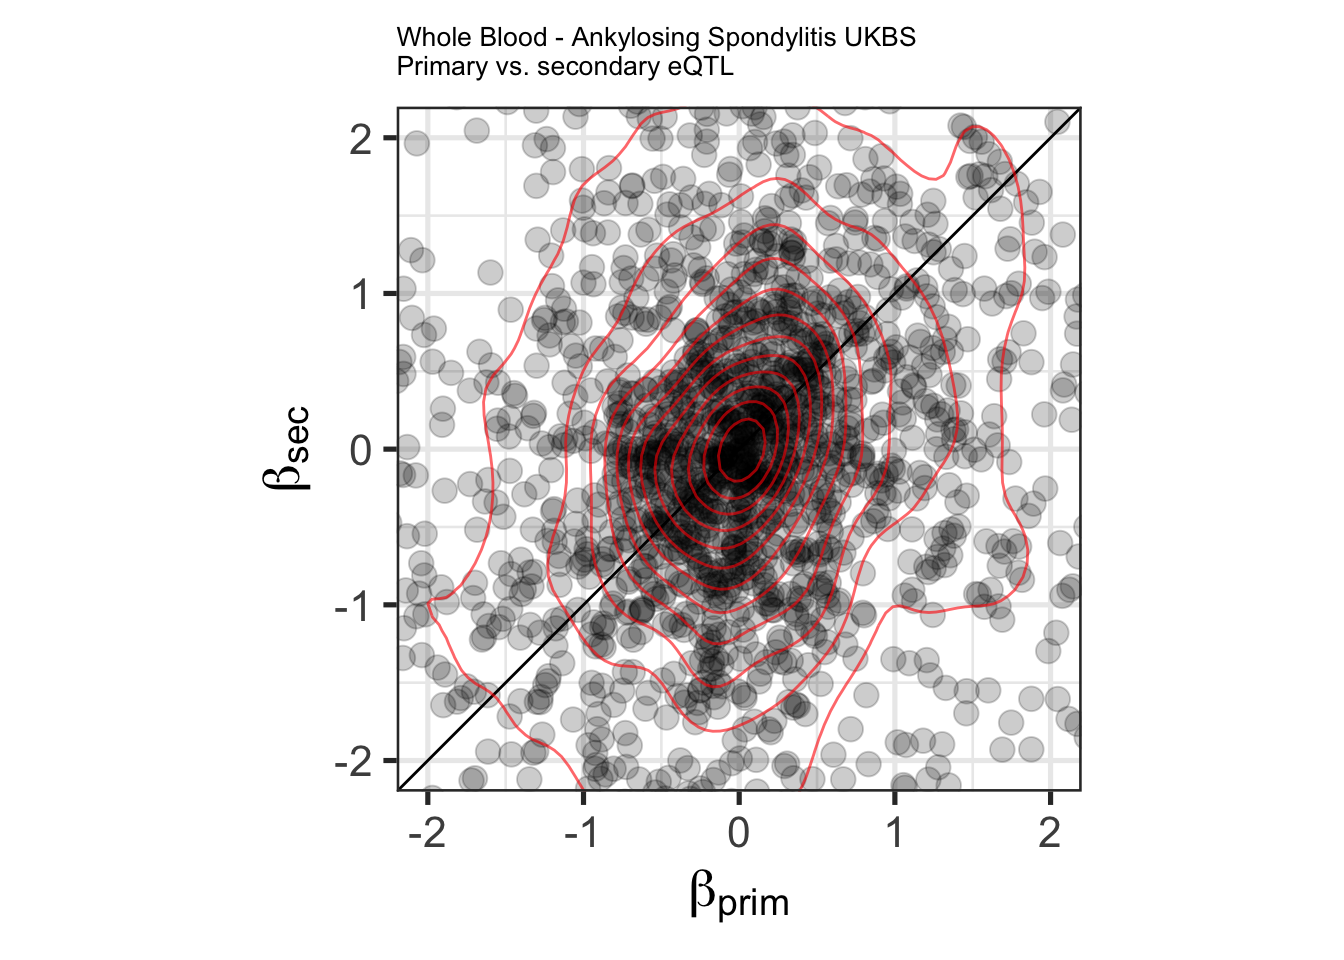 Whole Blood - Ankylosing Spondylitis UKBS
Primary vs. secondary eQTL
2
1
0
-1
-2
βsec
-2 -1 0 1 2
βprim